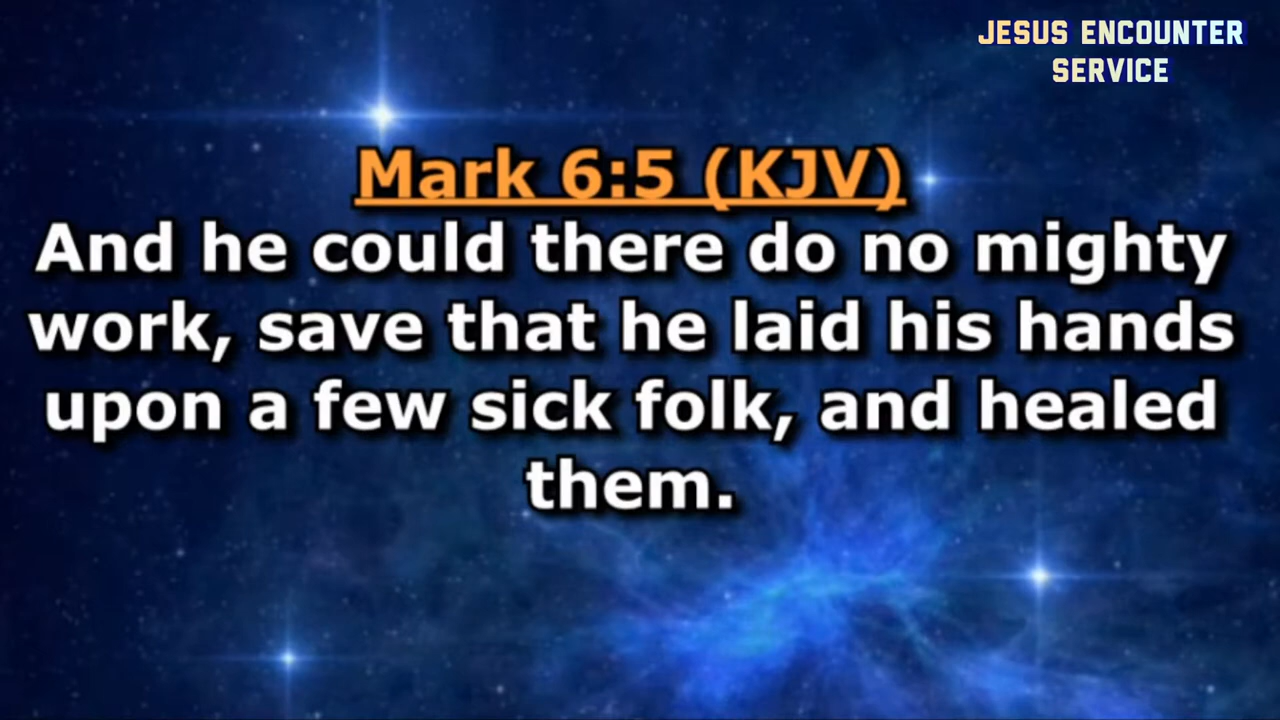 JESUS ENCOUNTER
SERVICE
Mark 6:5 (KJV)
And he could there do no mighty
work, save that he laid his hands
upon a few sick folk, and healed
them.